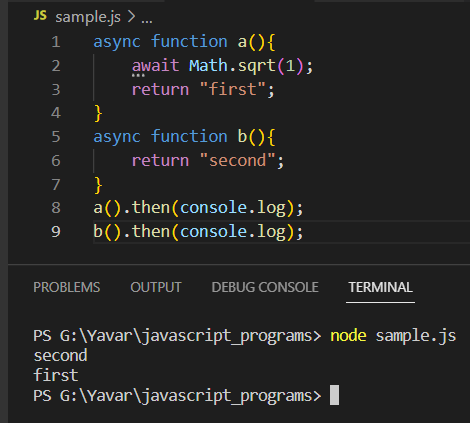 JS sample.js > ...
1 async function a(){
2     await Math.sqrt(1);
3     return "first";
4 }
5 async function b(){
6     return "second";
7 }
8 a().then(console.log);
9 b().then(console.log);
PROBLEMS OUTPUT DEBUG CONSOLE TERMINAL
PS G:\Yavar\javascript_programs> node sample.js
second
first
PS G:\Yavar\javascript_programs>